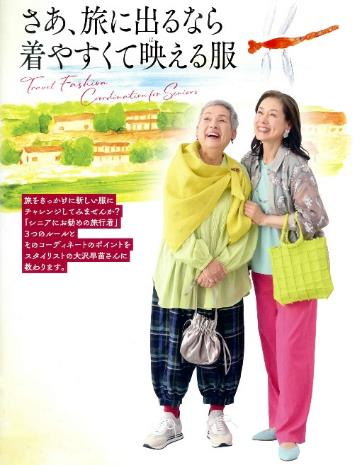 さあ、旅に出るなら
着やすくて映える服
Travel Fashion
Coordination for Seniors
旅をきっかけに新しい服に
チャレンジしてみませんか?
「シニアにお勧めの旅行着」
3つのルールと
そのコーディネートのポイントを
スタイリストの大沢早苗さんに
教わります。